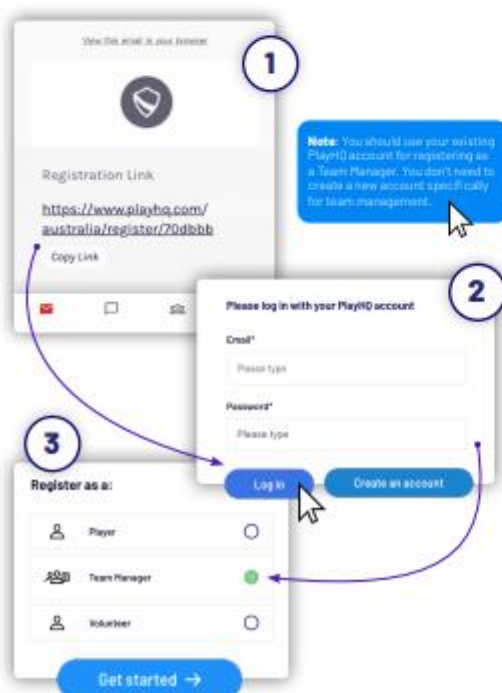 View this email in your browser
1
Registration Link
https://www.playhq.com/
australia/register/70dbbb
Copy Link
Note: You should use your existing
PlayHQ account for registering as
a Team Manager. You don't need to
create a new account specifically
for team management.
2
Please log in with your PlayHQ account
Email*
Please type
Password*
Please type
Log in
Create an account
3
Register as a:
Player
Team Manager
Volunteer
Get started →